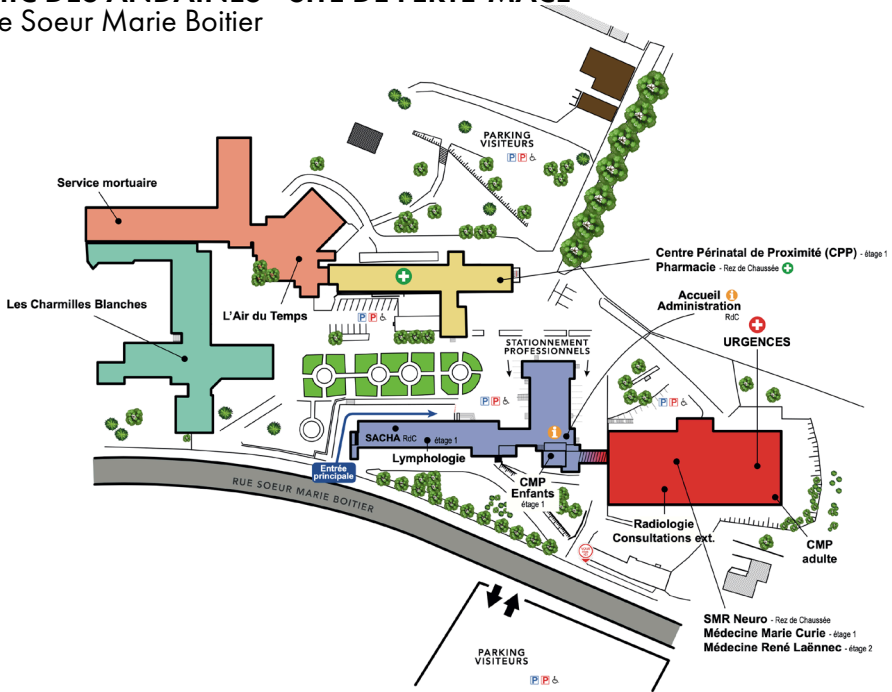 e Soeur Marie Boitier
PARKING
VISITEURS
P P
Service mortuaire
Centre Périnatal de Proximité (CPP) - étage 1
Pharmacie - Rez de Chaussée
Accueil i
Administration
RdC
URGENCES
Les Charmilles Blanches
L'Air du Temps
P P
STATIONNEMENT
PROFESSIONNELS
P P
P P
SACHA RdC
étage 1
Lymphologie
i
Entrée
principale
CMP
Enfants
étage 1
RUE SOEUR MARIE BOITIER
Radiologie
Consultations ext.
CMP
adulte
SMR Neuro - Rez de Chaussée
Médecine Marie Curie - étage 1
Médecine René Laënnec - étage 2
PARKING
VISITEURS
P P